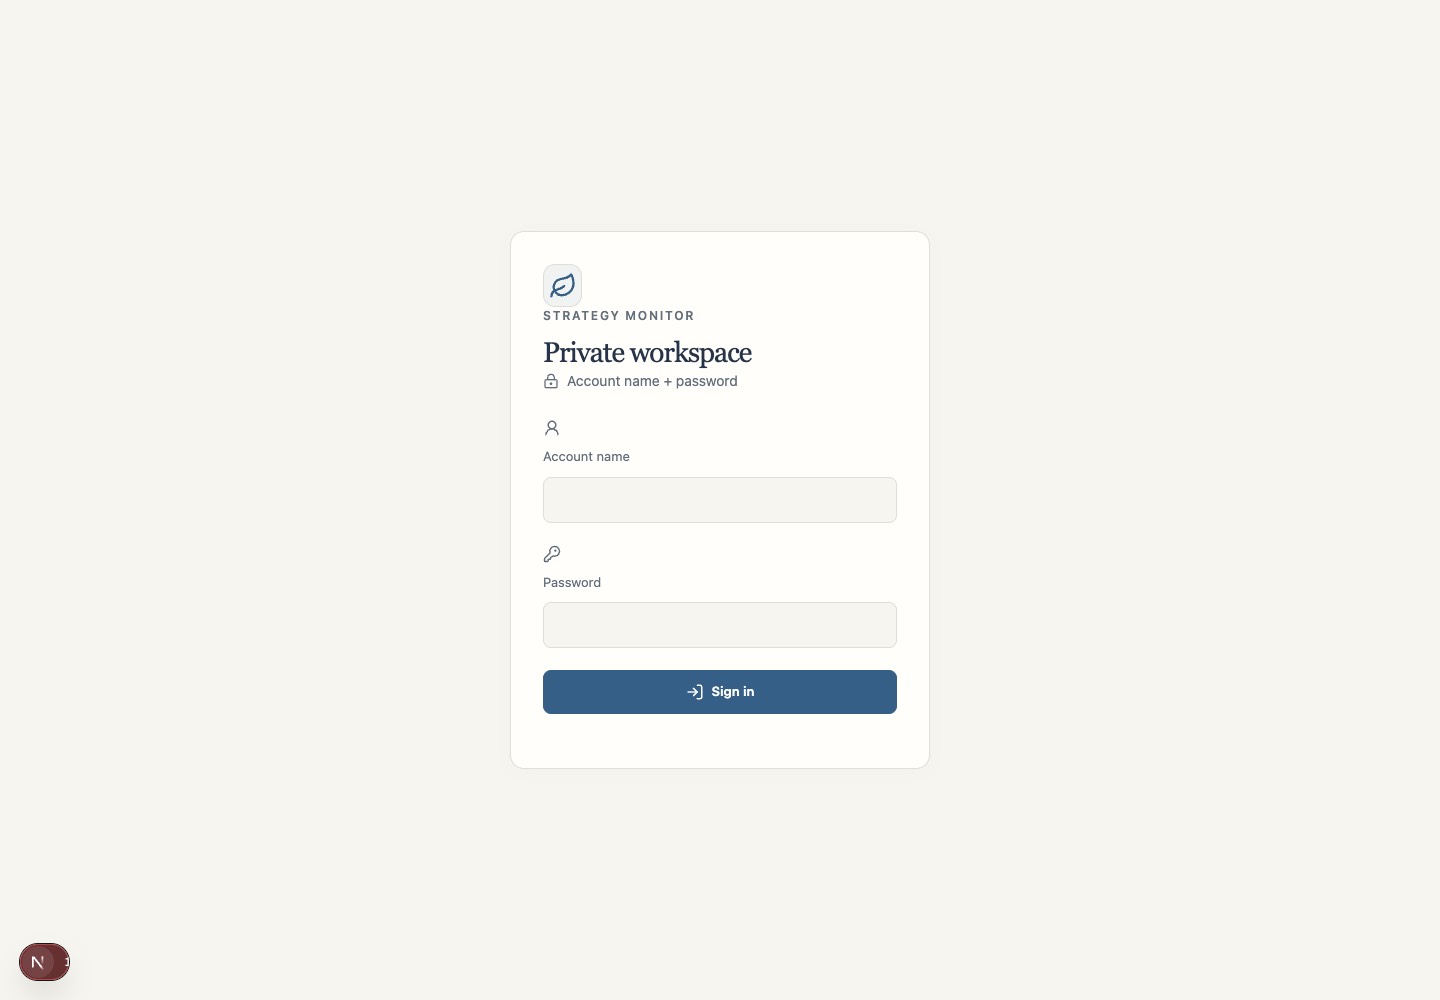 STRATEGY MONITOR
Private workspace
Account name + password
Account name
Password
Sign in
N